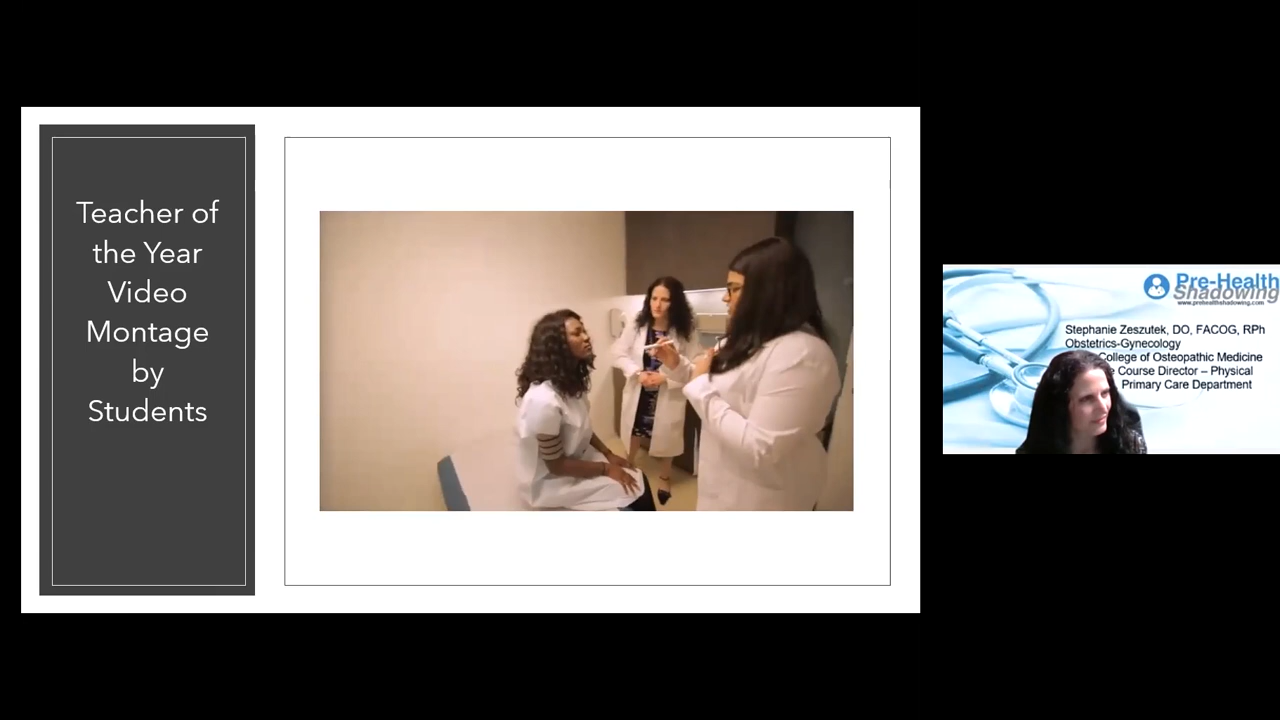 Teacher of
the Year
Video
Montage
by
Students
Pre-Health
Shadowing
www.prehealthshadowing.com
Stephanie Zeszutek, DO, FACOG, RPh
Obstetrics-Gynecology
College of Osteopathic Medicine
Course Director – Physical
Primary Care Department